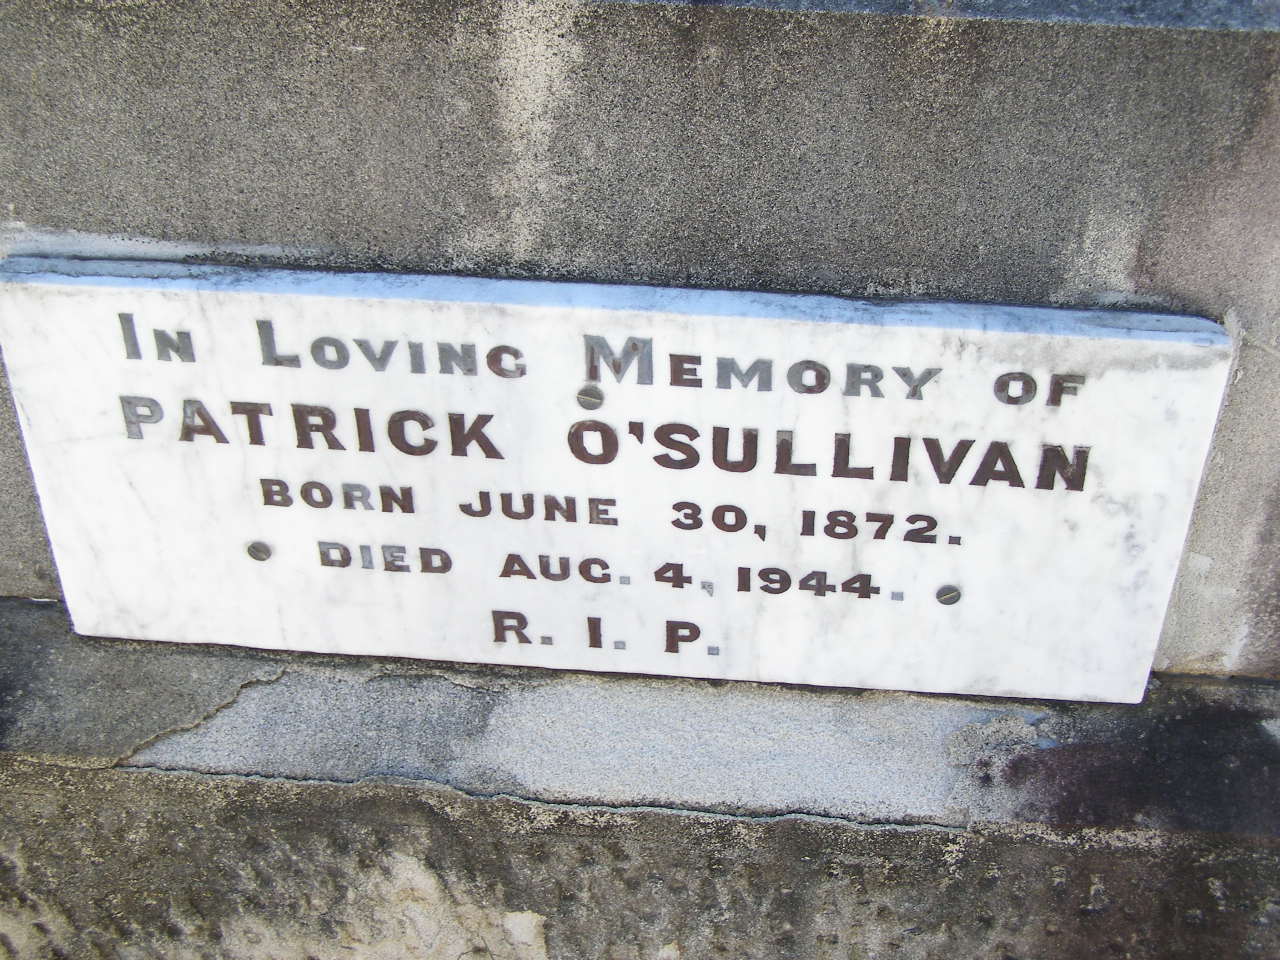 IN LOVING MEMORY OF
PATRICK O'SULLIVAN
BORN JUNE 30, 1872.
DIED AUG. 4, 1944.
R. I. P.